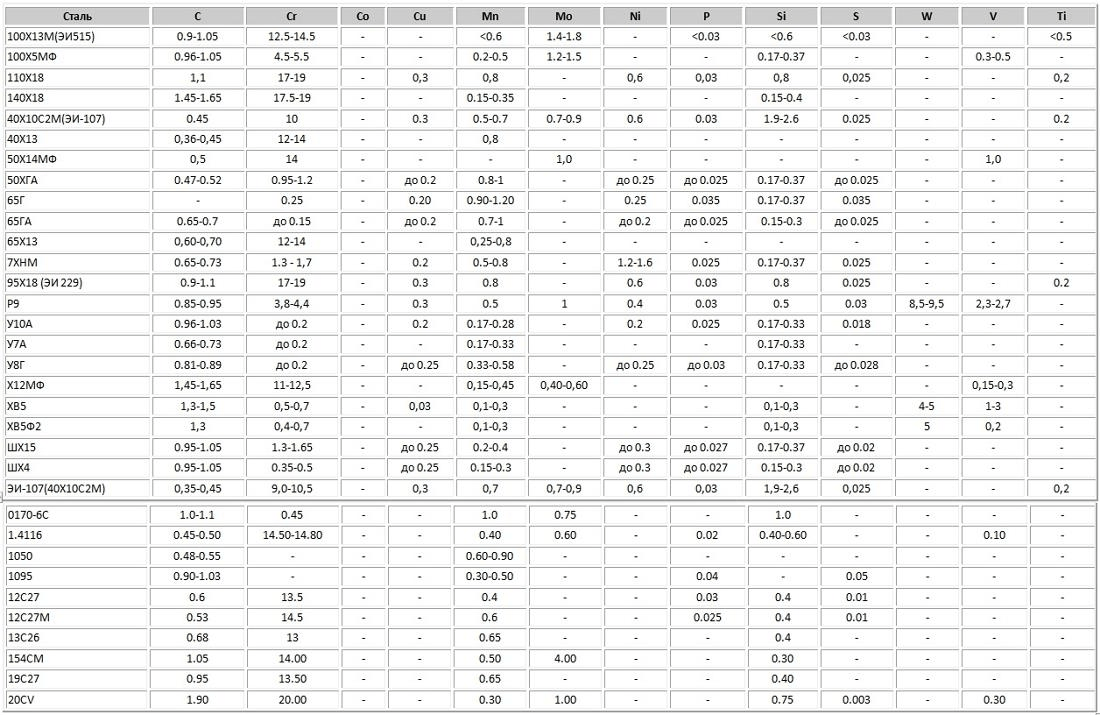 Сталь C Cr Co Cu Mn Mo Ni P Si S W V Ti
100Х13М(ЭИ515) 0.9-1.05 12.5-14.5 - - <0.6 1.4-1.8 - <0.03 <0.6 <0.03 - - <0.5
100Х5МФ 0.96-1.05 4.5-5.5 - - 0.2-0.5 1.2-1.5 - - 0.17-0.37 - - 0.3-0.5 -
110Х18 1,1 17-19 - 0,3 0,8 - 0,6 0,03 0,8 0,025 - - 0,2
140Х18 1.45-1.65 17.5-19 - - 0.15-0.35 - - - 0.15-0.4 - - - -
40Х10С2М(ЭИ-107) 0.45 10 - 0.3 0.5-0.7 0.7-0.9 0.6 0.03 1.9-2.6 0.025 - - 0.2
40Х13 0,36-0,45 12-14 - - 0,8 - - - - - - - -
50Х14МФ 0,5 14 - - - 1,0 - - - - - 1,0 -
50ХГА 0.47-0.52 0.95-1.2 - до 0.2 0.8-1 - до 0.25 до 0.025 0.17-0.37 до 0.025 - - -
65Г - 0.25 - 0.20 0.90-1.20 - 0.25 0.035 0.17-0.37 0.035 - - -
65ГА 0.65-0.7 до 0.15 - до 0.2 0.7-1 - до 0.2 до 0.025 0.15-0.3 до 0.025 - - -
65Х13 0,60-0,70 12-14 - - 0,25-0,8 - - - - - - - -
7ХНМ 0.65-0.73 1.3 - 1,7 - 0.2 0.5-0.8 - 1.2-1.6 0.025 0.17-0.37 0.025 - - -
95Х18 (ЭИ 229) 0.9-1.1 17-19 - 0.3 0.8 - 0.6 0.03 0.8 0.025 - - 0.2
Р9 0.85-0.95 3,8-4,4 - 0.3 0.5 1 0.4 0.03 0.5 0.03 8,5-9,5 2,3-2,7 -
У10А 0.96-1.03 до 0.2 - 0.2 0.17-0.28 - 0.2 0.025 0.17-0.33 0.018 - - -
У7А 0.66-0.73 до 0.2 - - 0.17-0.33 - - - 0.17-0.33 - - - -
У8Г 0.81-0.89 до 0.2 - до 0.25 0.33-0.58 - до 0.25 до 0.03 0.17-0.33 до 0.028 - - -
Х12МФ 1,45-1,65 11-12,5 - - 0,15-0,45 0,40-0,60 - - - - - 0,15-0,3 -
ХВ5 1,3-1,5 0,5-0,7 - 0,03 0,1-0,3 - - - 0,1-0,3 - 4-5 1-3 -
ХВ5Ф2 1,3 0,4-0,7 - - 0,1-0,3 - - - 0,1-0,3 - 5 0,2 -
ШХ15 0.95-1.05 1.3-1.65 - до 0.25 0.2-0.4 - до 0.3 до 0.027 0.17-0.37 до 0.02 - - -
ШХ4 0.95-1.05 0.35-0.5 - до 0.25 0.15-0.3 - до 0.3 до 0.027 0.15-0.3 до 0.02 - - -
ЭИ-107(40Х10С2М) 0,35-0,45 9,0-10,5 - 0,3 0,7 0,7-0,9 0,6 0,03 1,9-2,6 0,025 - - 0,2
0170-6C 1.0-1.1 0.45 - - 1.0 0.75 - - 1.0 - - - -
1.4116 0.45-0.50 14.50-14.80 - - 0.40 0.60 - 0.02 0.40-0.60 - - 0.10 -
1050 0.48-0.55 - - - 0.60-0.90 - - - - - - - -
1095 0.90-1.03 - - - 0.30-0.50 - - 0.04 - 0.05 - - -
12C27 0.6 13.5 - - 0.4 - - 0.03 0.4 0.01 - - -
12C27M 0.53 14.5 - - 0.6 - - 0.025 0.4 0.01 - - -
13C26 0.68 13 - - 0.65 - - - 0.4 - - - -
154CM 1.05 14.00 - - 0.50 4.00 - - 0.30 - - - -
19C27 0.95 13.50 - - 0.65 - - - 0.40 - - - -
20CV 1.90 20.00 - - 0.30 1.00 - - 0.75 0.003 - 0.30 -